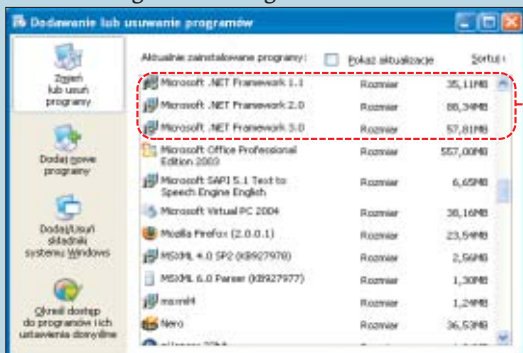 Dodawanie lub usuwanie programów
Zmień
lub usuń
programy
Dodaj nowe
programy
Dodaj/Usuń
składniki
systemu Windows
Określ dostęp
do programów i ich
ustawienia domyślne
Aktualnie zainstalowane programy:
Pokaż aktualizacje
Sortuj
Microsoft .NET Framework 1.1 Rozmiar 35,11MB
Microsoft .NET Framework 2.0 Rozmiar 88,34MB
Microsoft .NET Framework 3.0 Rozmiar 57,81MB
Microsoft Office Professional Rozmiar 557,00MB
Edition 2003
Microsoft SAPI 5.1 Text to Rozmiar 6,65MB
Speech Engine English
Microsoft Virtual PC 2004 Rozmiar 38,16MB
Mozilla Firefox (2.0.0.1) Rozmiar 23,54MB
MSXML 4.0 SP2 (KB927978) Rozmiar 2,56MB
MSXML 6.0 Parser (KB927977) Rozmiar 1,30MB
msxml4 Rozmiar 1,24MB
Nero Rozmiar 36,53MB